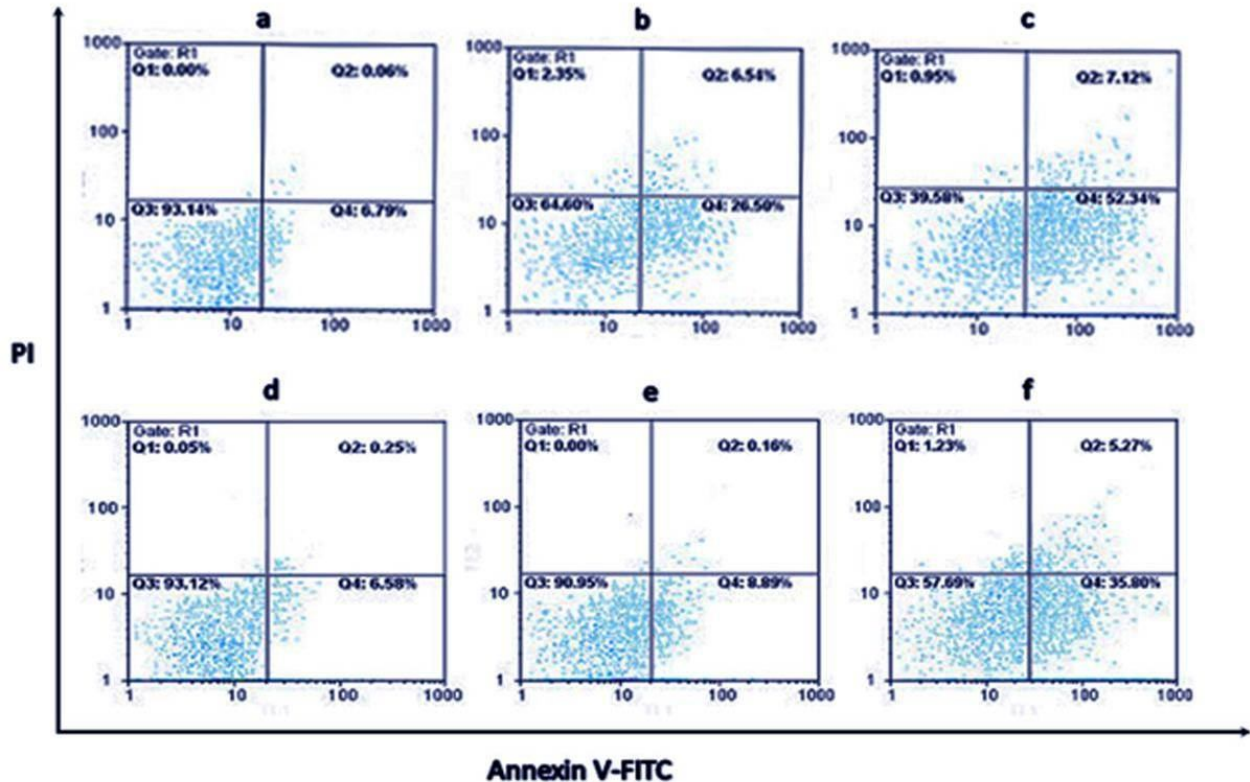 a
b
c
1000
Gate: R1
Q1: 0.00%
Q2: 0.06%
100
Q3: 93.14%
Q4: 6.79%
10
1
1
10
100
1000
1000
Gate: R1
Q1: 2.35%
Q2: 6.54%
100
Q3: 64.60%
Q4: 26.50%
10
1
1
10
100
1000
1000
Gate: R1
Q1: 0.95%
Q2: 7.12%
100
Q3: 39.58%
Q4: 52.34%
10
1
1
10
100
1000
PI
d
e
f
1000
Gate: R1
Q1: 0.05%
Q2: 0.25%
100
Q3: 93.12%
Q4: 6.58%
10
1
1
10
100
1000
1000
Gate: R1
Q1: 0.00%
Q2: 0.16%
100
Q3: 90.95%
Q4: 8.89%
10
1
1
10
100
1000
1000
Gate: R1
Q1: 1.23%
Q2: 5.27%
100
Q3: 57.69%
Q4: 35.80%
10
1
1
10
100
1000
Annexin V-FITC